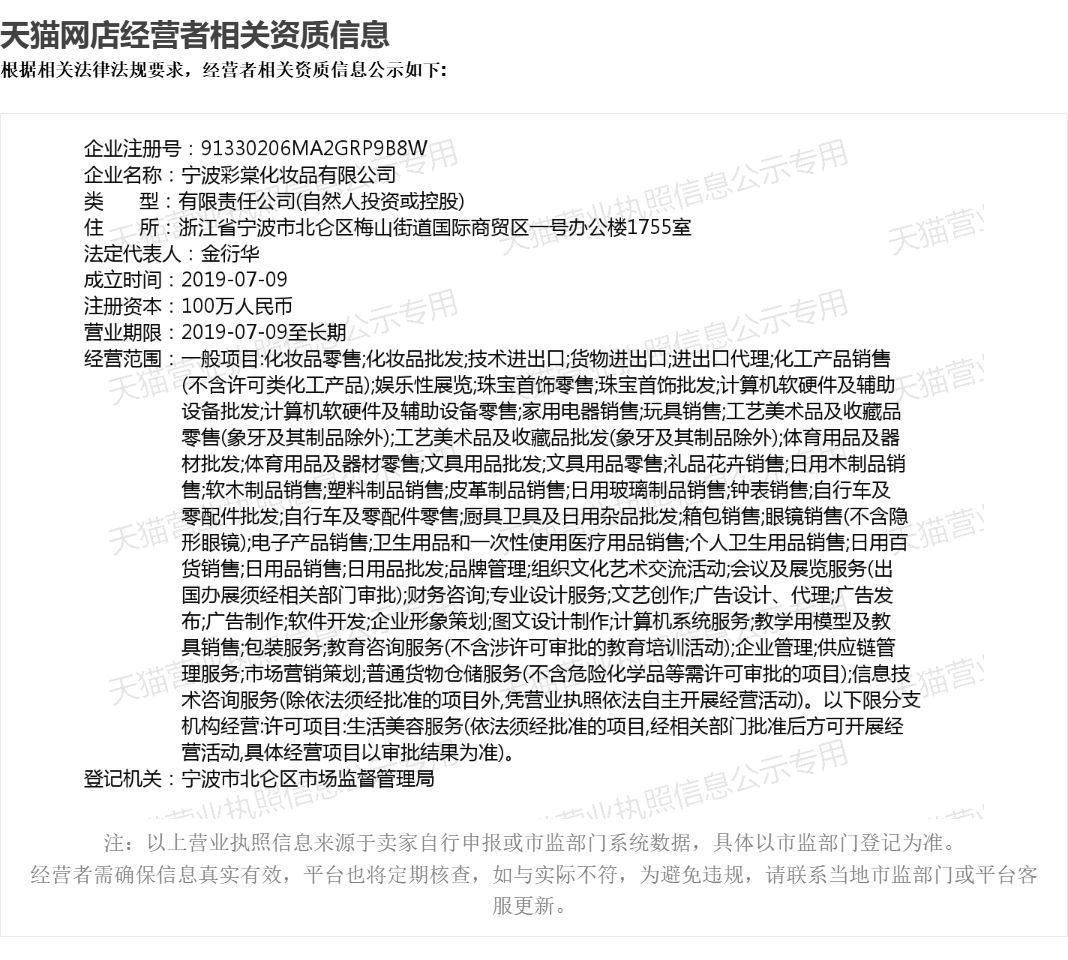 天猫网店经营者相关资质信息
根据相关法律法规要求，经营者相关资质信息公示如下:
企业注册号：91330206MA2GRP9B8W
企业名称：宁波彩棠化妆品有限公司
类　　型：有限责任公司(自然人投资或控股)
住　　所：浙江省宁波市北仑区梅山街道国际商贸区一号办公楼1755室
法定代表人：金衍华
成立时间：2019-07-09
注册资本：100万人民币
营业期限：2019-07-09至长期
经营范围：一般项目:化妆品零售;化妆品批发;技术进出口;货物进出口;进出口代理;化工产品销售
(不含许可类化工产品);娱乐性展览;珠宝首饰零售;珠宝首饰批发;计算机软硬件及辅助
设备批发;计算机软硬件及辅助设备零售;家用电器销售;玩具销售;工艺美术品及收藏品
零售(象牙及其制品除外);工艺美术品及收藏品批发(象牙及其制品除外);体育用品及器
材批发;体育用品及器材零售;文具用品批发;文具用品零售;礼品花卉销售;日用木制品销
售;软木制品销售;塑料制品销售;皮革制品销售;日用玻璃制品销售;钟表销售;自行车及
零配件批发;自行车及零配件零售;厨具卫具及日用杂品批发;箱包销售;眼镜销售(不含隐
形眼镜);电子产品销售;卫生用品和一次性使用医疗用品销售;个人卫生用品销售;日用百
货销售;日用品销售;日用品批发;品牌管理;组织文化艺术交流活动;会议及展览服务(出
国办展须经相关部门审批);财务咨询;专业设计服务;文艺创作;广告设计、代理;广告发
布;广告制作;软件开发;企业形象策划;图文设计制作;计算机系统服务;教学用模型及教
具销售;包装服务;教育咨询服务(不含涉许可审批的教育培训活动);企业管理;供应链管
理服务;市场营销策划;普通货物仓储服务(不含危险化学品等需许可审批的项目);信息技
术咨询服务(除依法须经批准的项目外,凭营业执照依法自主开展经营活动)。以下限分支
机构经营:许可项目:生活美容服务(依法须经批准的项目,经相关部门批准后方可开展经
营活动,具体经营项目以审批结果为准)。
登记机关：宁波市北仑区市场监督管理局
注：以上营业执照信息来源于卖家自行申报或市监部门系统数据，具体以市监部门登记为准。
经营者需确保信息真实有效，平台也将定期核查，如与实际不符，为避免违规，请联系当地市监部门或平台客
服更新。